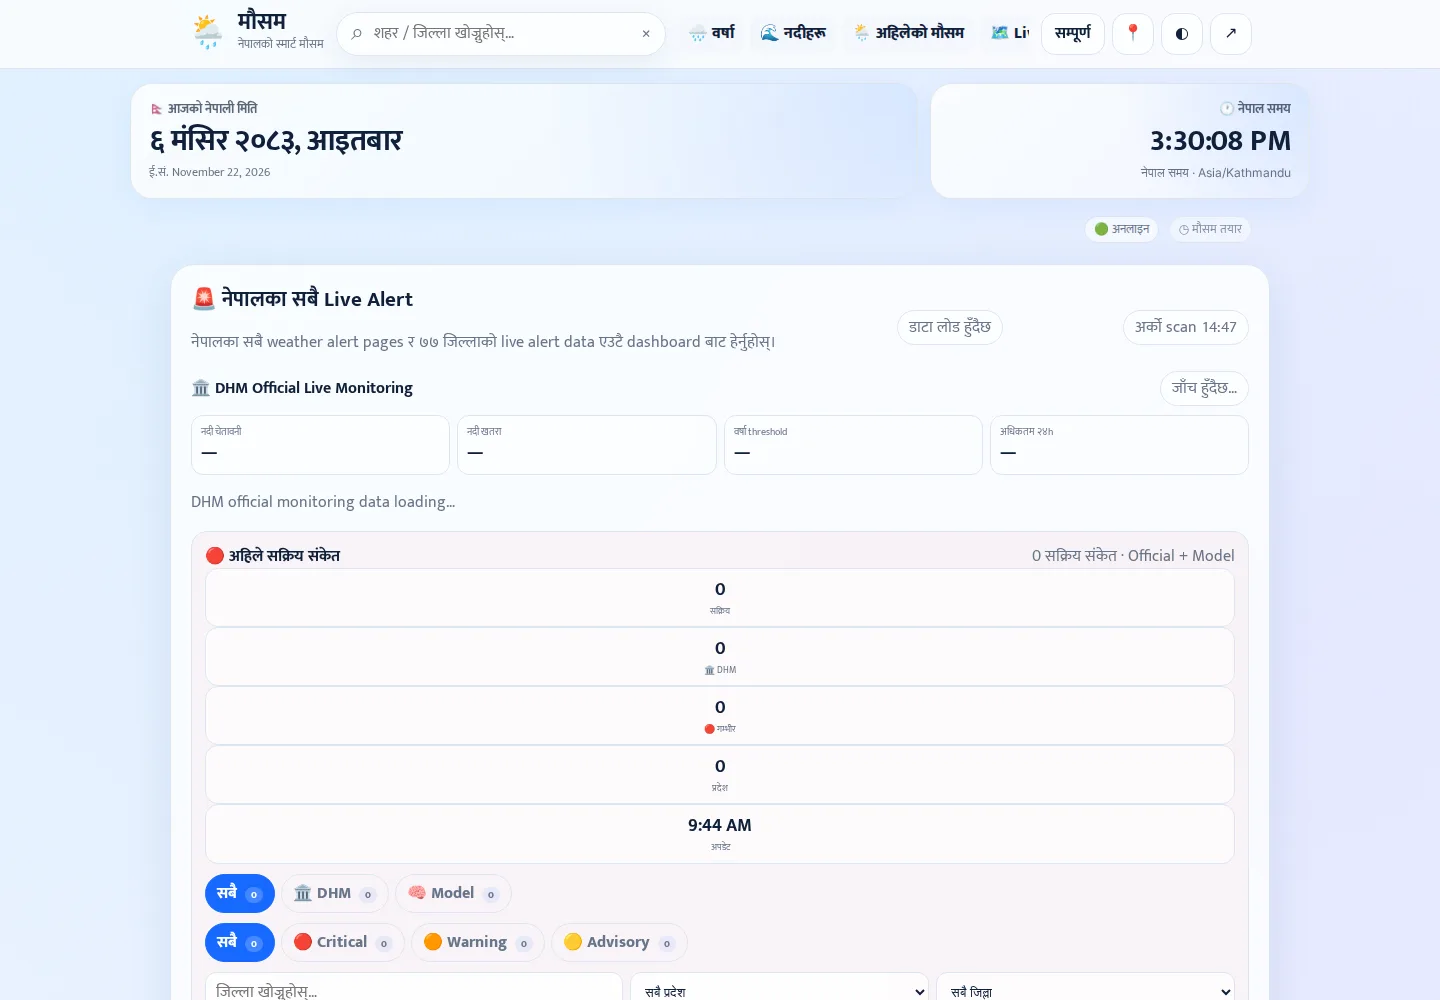 मौसम
नेपालको स्मार्ट मौसम
शहर / जिल्ला खोज्नुहोस्...
×
🌧️ वर्षा
🌊 नदीहरू
🌦️ अहिलेको मौसम
🗺️ Li
सम्पूर्ण
📍
◐
↗
🇳🇵 आजको नेपाली मिति
६ मंसिर २०८३, आइतबार
ई.सं. November 22, 2026
🕐 नेपाल समय
3:30:08 PM
नेपाल समय · Asia/Kathmandu
🟢 अनलाइन
◷ मौसम तयार
🚨 नेपालका सबै Live Alert
नेपालका सबै weather alert pages र ७७ जिल्लाको live alert data एउटै dashboard बाट हेर्नुहोस्।
डाटा लोड हुँदैछ
अर्को scan 14:47
🏛️ DHM Official Live Monitoring
जाँच हुँदैछ...
नदी चेतावनी
—
नदी खतरा
—
वर्षा threshold
—
अधिकतम २४h
—
DHM official monitoring data loading...
🔴 अहिले सक्रिय संकेत
0 सक्रिय संकेत · Official + Model
0
सक्रिय
0
🏛️ DHM
0
🔴 गम्भीर
0
प्रदेश
9:44 AM
अपडेट
सबै 0
🏛️ DHM 0
🧠 Model 0
सबै 0
🔴 Critical 0
🟠 Warning 0
🟡 Advisory 0
जिल्ला खोज्नुहोस्...
सबै प्रदेश
सबै जिल्ला